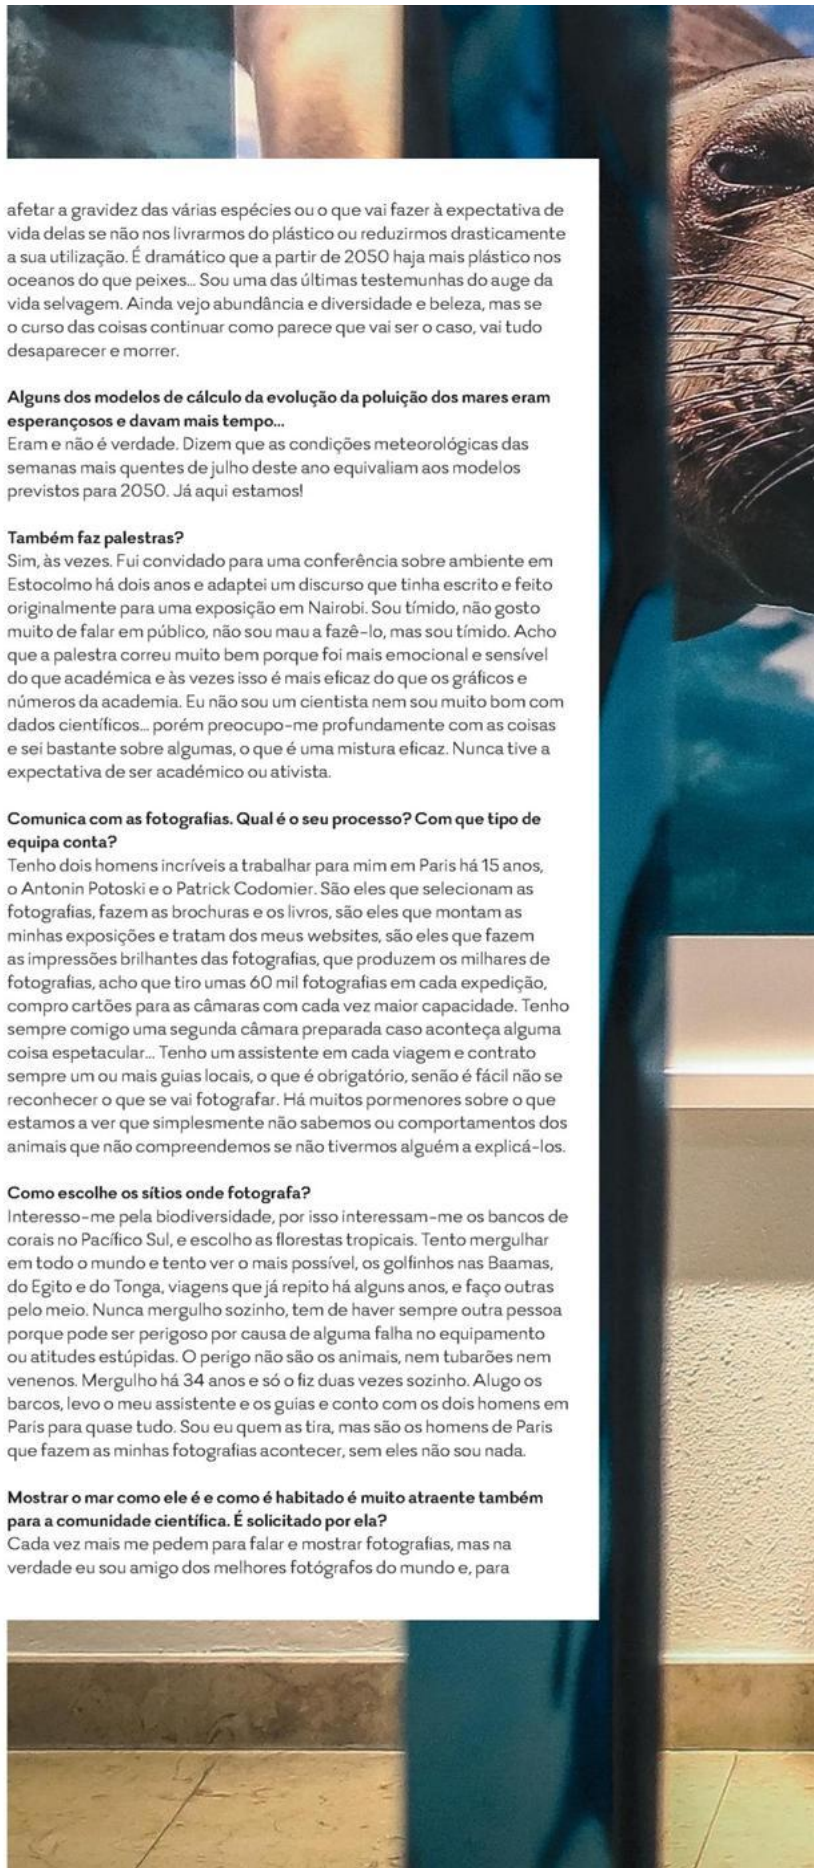 afetar a gravidez das várias espécies ou o que vai fazer à expectativa de
vida delas se não nos livrarmos do plástico ou reduzirmos drasticamente
a sua utilização. É dramático que a partir de 2050 haja mais plástico nos
oceanos do que peixes... Sou uma das últimas testemunhas do auge da
vida selvagem. Ainda vejo abundância e diversidade e beleza, mas se
o curso das coisas continuar como parece que vai ser o caso, vai tudo
desaparecer e morrer.
Alguns dos modelos de cálculo da evolução da poluição dos mares eram
esperançosos e davam mais tempo...
Eram e não é verdade. Dizem que as condições meteorológicas das
semanas mais quentes de julho deste ano equivaliam aos modelos
previstos para 2050. Já aqui estamos!
Também faz palestras?
Sim, às vezes. Fui convidado para uma conferência sobre ambiente em
Estocolmo há dois anos e adaptei um discurso que tinha escrito e feito
originalmente para uma exposição em Nairobi. Sou tímido, não gosto
muito de falar em público, não sou mau a fazê-lo, mas sou tímido. Acho
que a palestra correu muito bem porque foi mais emocional e sensível
do que académica e às vezes isso é mais eficaz do que os gráficos e
números da academia. Eu não sou um cientista nem sou muito bom com
dados científicos... porém preocupo-me profundamente com as coisas
e sei bastante sobre algumas, o que é uma mistura eficaz. Nunca tive a
expectativa de ser académico ou ativista.
Comunica com as fotografias. Qual é o seu processo? Com que tipo de
equipa conta?
Tenho dois homens incríveis a trabalhar para mim em Paris há 15 anos,
o Antonin Potoski e o Patrick Codomier. São eles que selecionam as
fotografias, fazem as brochuras e os livros, são eles que montam as
minhas exposições e tratam dos meus websites, são eles que fazem
as impressões brilhantes das fotografias, que produzem os milhares de
fotografias, acho que tiro umas 60 mil fotografias em cada expedição,
compro cartões para as câmaras com cada vez maior capacidade. Tenho
sempre comigo uma segunda câmara preparada caso aconteça alguma
coisa espetacular... Tenho um assistente em cada viagem e contrato
sempre um ou mais guias locais, o que é obrigatório, senão é fácil não se
reconhecer o que se vai fotografar. Há muitos pormenores sobre o que
estamos a ver que simplesmente não sabemos ou comportamentos dos
animais que não compreendemos se não tivermos alguém a explicá-los.
Como escolhe os sítios onde fotografa?
Interesso-me pela biodiversidade, por isso interessam-me os bancos de
corais no Pacífico Sul, e escolho as florestas tropicais. Tento mergulhar
em todo o mundo e tento ver o mais possível, os golfinhos nas Baamas,
do Egito e do Tonga, viagens que já repito há alguns anos, e faço outras
pelo meio. Nunca mergulho sozinho, tem de haver sempre outra pessoa
porque pode ser perigoso por causa de alguma falha no equipamento
ou atitudes estúpidas. O perigo não são os animais, nem tubarões nem
venenos. Mergulho há 34 anos e só o fiz duas vezes sozinho. Alugo os
barcos, levo o meu assistente e os guias e conto com os dois homens em
Paris para quase tudo. Sou eu quem as tira, mas são os homens de Paris
que fazem as minhas fotografias acontecer, sem eles não sou nada.
Mostrar o mar como ele é e como é habitado é muito atraente também
para a comunidade científica. É solicitado por ela?
Cada vez mais me pedem para falar e mostrar fotografias, mas na
verdade eu sou amigo dos melhores fotógrafos do mundo e, para